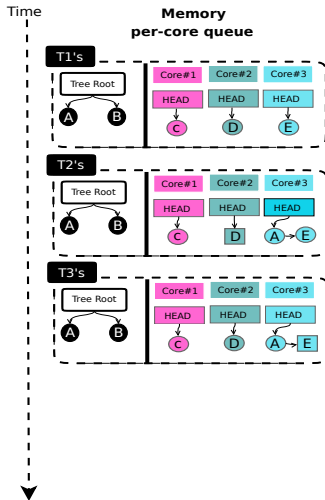 Time
Memory
per-core queue
T1's
Core#1 Core#2 Core#3
Tree Root
HEAD HEAD HEAD
A B
c D E
T2's
Core#1 Core#2 Core#3
Tree Root
HEAD HEAD HEAD
A B
c D A E
T3's
Core#1 Core#2 Core#3
Tree Root
HEAD HEAD HEAD
A B
c D A E